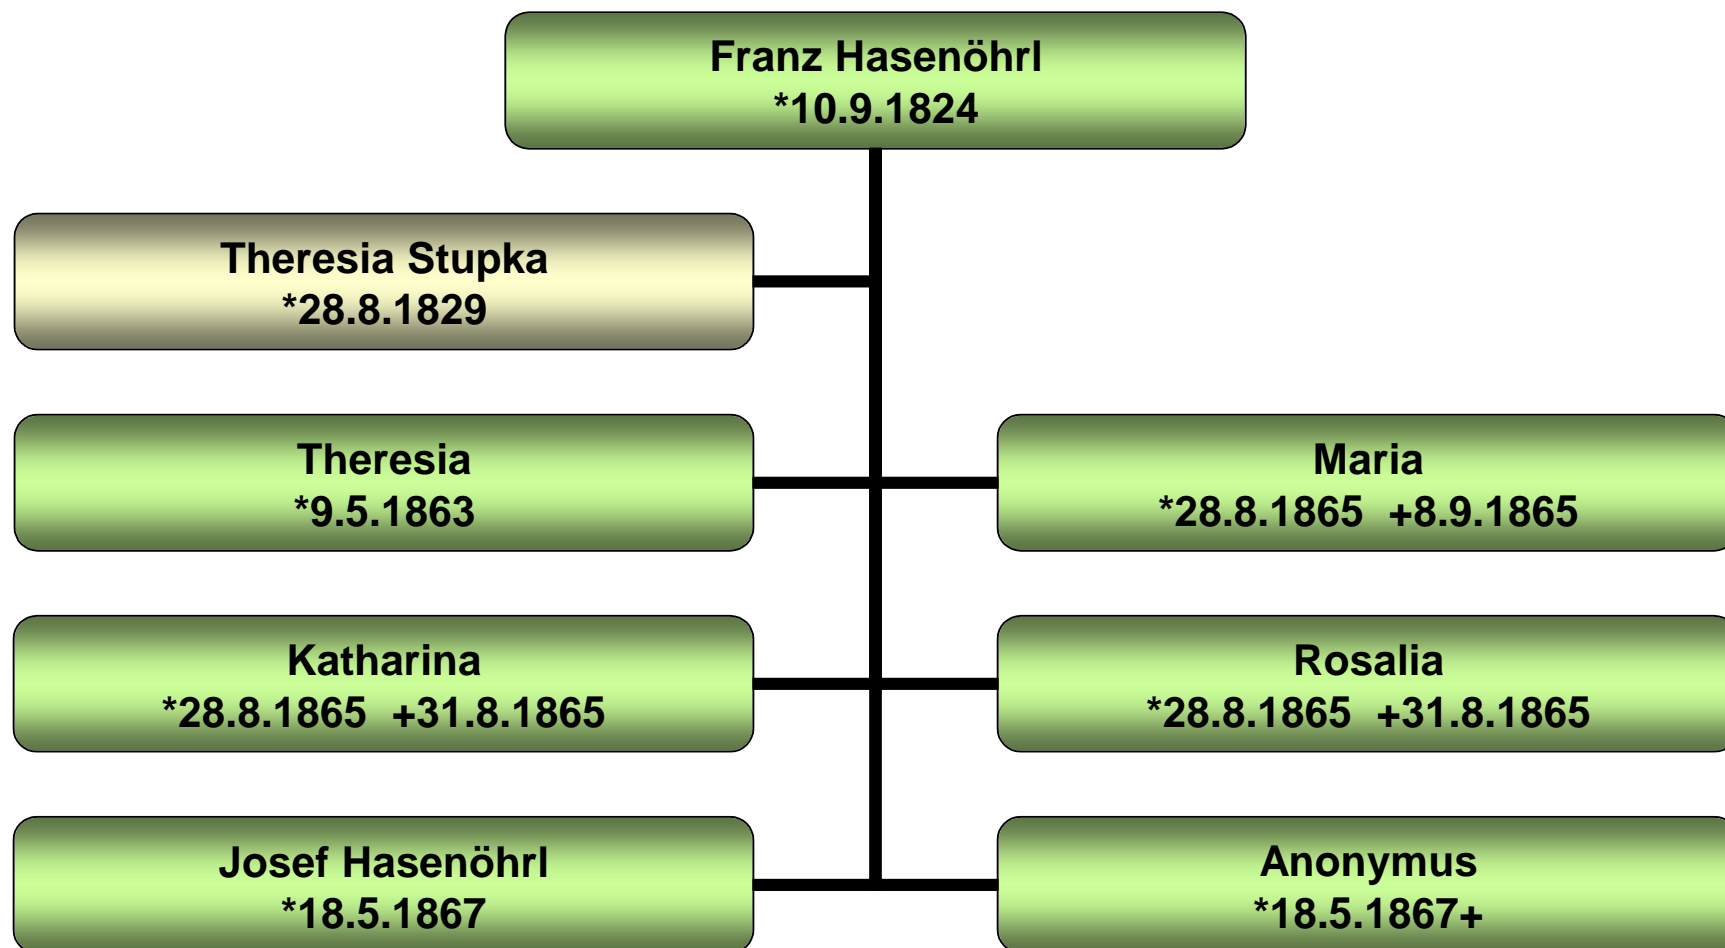 Franz Hasenöhrl
*10.9.1824
Theresia Stupka
*28.8.1829
Theresia
*9.5.1863
Maria
*28.8.1865  +8.9.1865
Katharina
*28.8.1865  +31.8.1865
Rosalia
*28.8.1865  +31.8.1865
Josef Hasenöhrl
*18.5.1867
Anonymus
*18.5.1867+